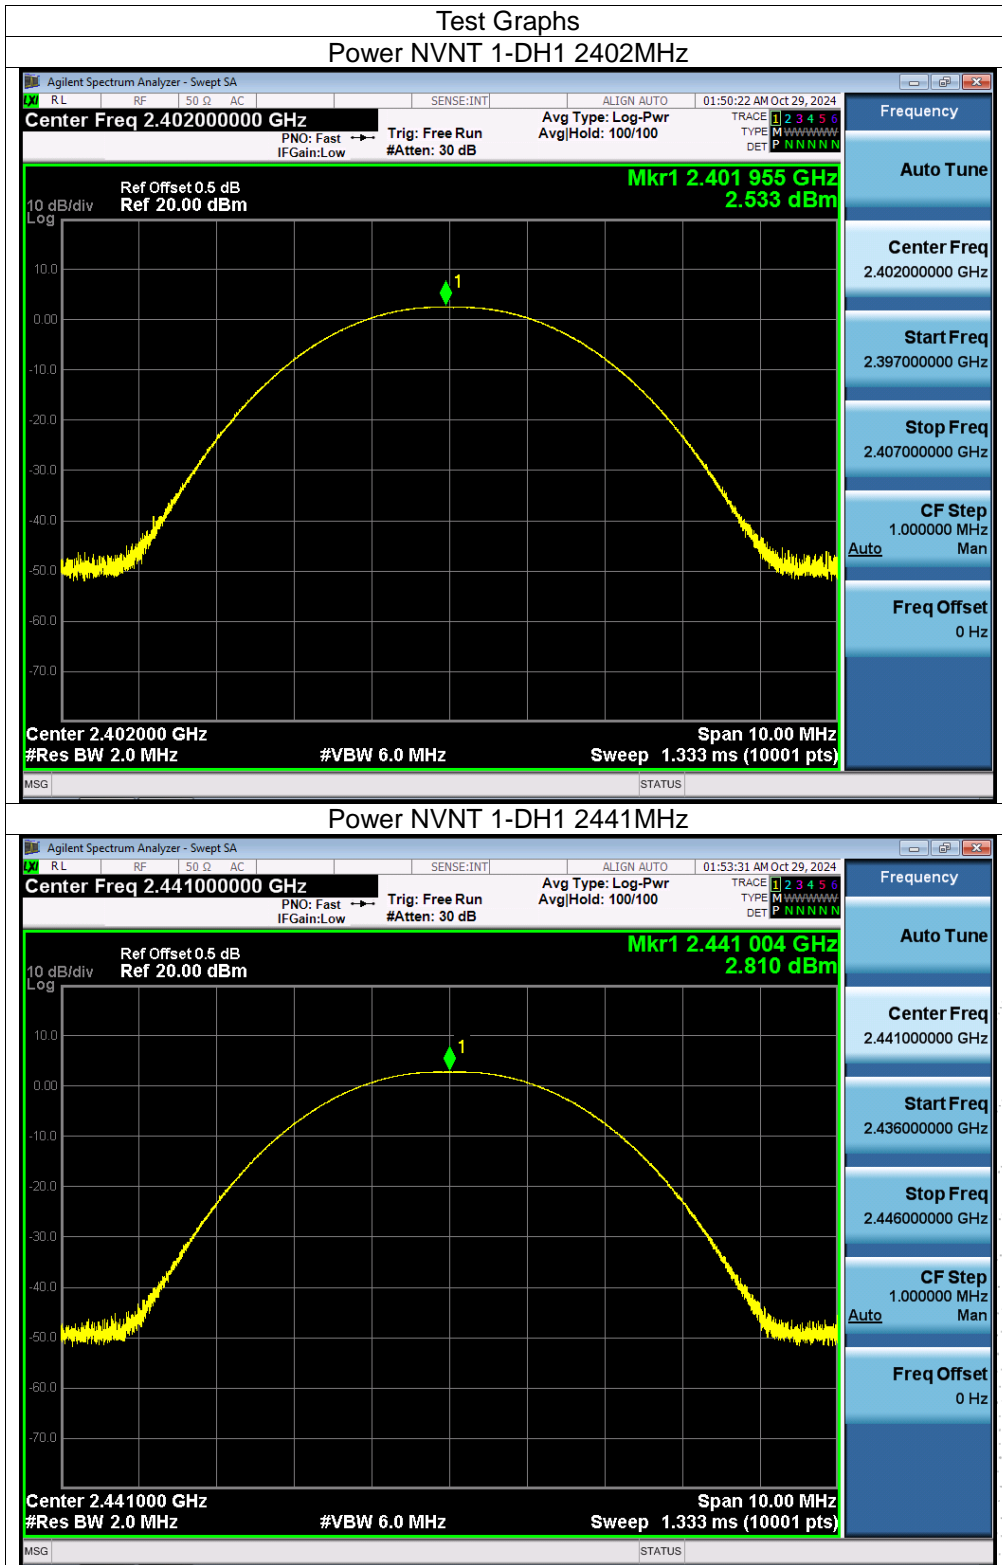 Test Graphs
Power NVNT 1-DH1 2402MHz
Agilent Spectrum Analyzer - Swept SA
LXI RL RF 50 Ω AC SENSE:INT ALIGN AUTO 01:50:22 AM Oct 29, 2024
Center Freq 2.402000000 GHz
PNO: Fast
IFGain:Low
Trig: Free Run
#Atten: 30 dB
Avg Type: Log-Pwr
Avg|Hold: 100/100
TRACE 1 2 3 4 5 6
TYPE M W W W W W
DET P N N N N N
Frequency
Mkr1 2.401 955 GHz
2.533 dBm
Ref Offset 0.5 dB
10 dB/div Ref 20.00 dBm
Log
10.0
0.00
-10.0
-20.0
-30.0
-40.0
-50.0
-60.0
-70.0
1
Center 2.402000 GHz Span 10.00 MHz
#Res BW 2.0 MHz #VBW 6.0 MHz Sweep 1.333 ms (10001 pts)
MSG STATUS
Auto Tune
Center Freq
2.402000000 GHz
Start Freq
2.397000000 GHz
Stop Freq
2.407000000 GHz
CF Step
1.000000 MHz
Auto Man
Freq Offset
0 Hz
Power NVNT 1-DH1 2441MHz
Agilent Spectrum Analyzer - Swept SA
LXI RL RF 50 Ω AC SENSE:INT ALIGN AUTO 01:53:31 AM Oct 29, 2024
Center Freq 2.441000000 GHz
PNO: Fast
IFGain:Low
Trig: Free Run
#Atten: 30 dB
Avg Type: Log-Pwr
Avg|Hold: 100/100
TRACE 1 2 3 4 5 6
TYPE M W W W W W
DET P N N N N N
Frequency
Mkr1 2.441 004 GHz
2.810 dBm
Ref Offset 0.5 dB
10 dB/div Ref 20.00 dBm
Log
10.0
0.00
-10.0
-20.0
-30.0
-40.0
-50.0
-60.0
-70.0
1
Center 2.441000 GHz Span 10.00 MHz
#Res BW 2.0 MHz #VBW 6.0 MHz Sweep 1.333 ms (10001 pts)
MSG STATUS
Auto Tune
Center Freq
2.441000000 GHz
Start Freq
2.436000000 GHz
Stop Freq
2.446000000 GHz
CF Step
1.000000 MHz
Auto Man
Freq Offset
0 Hz